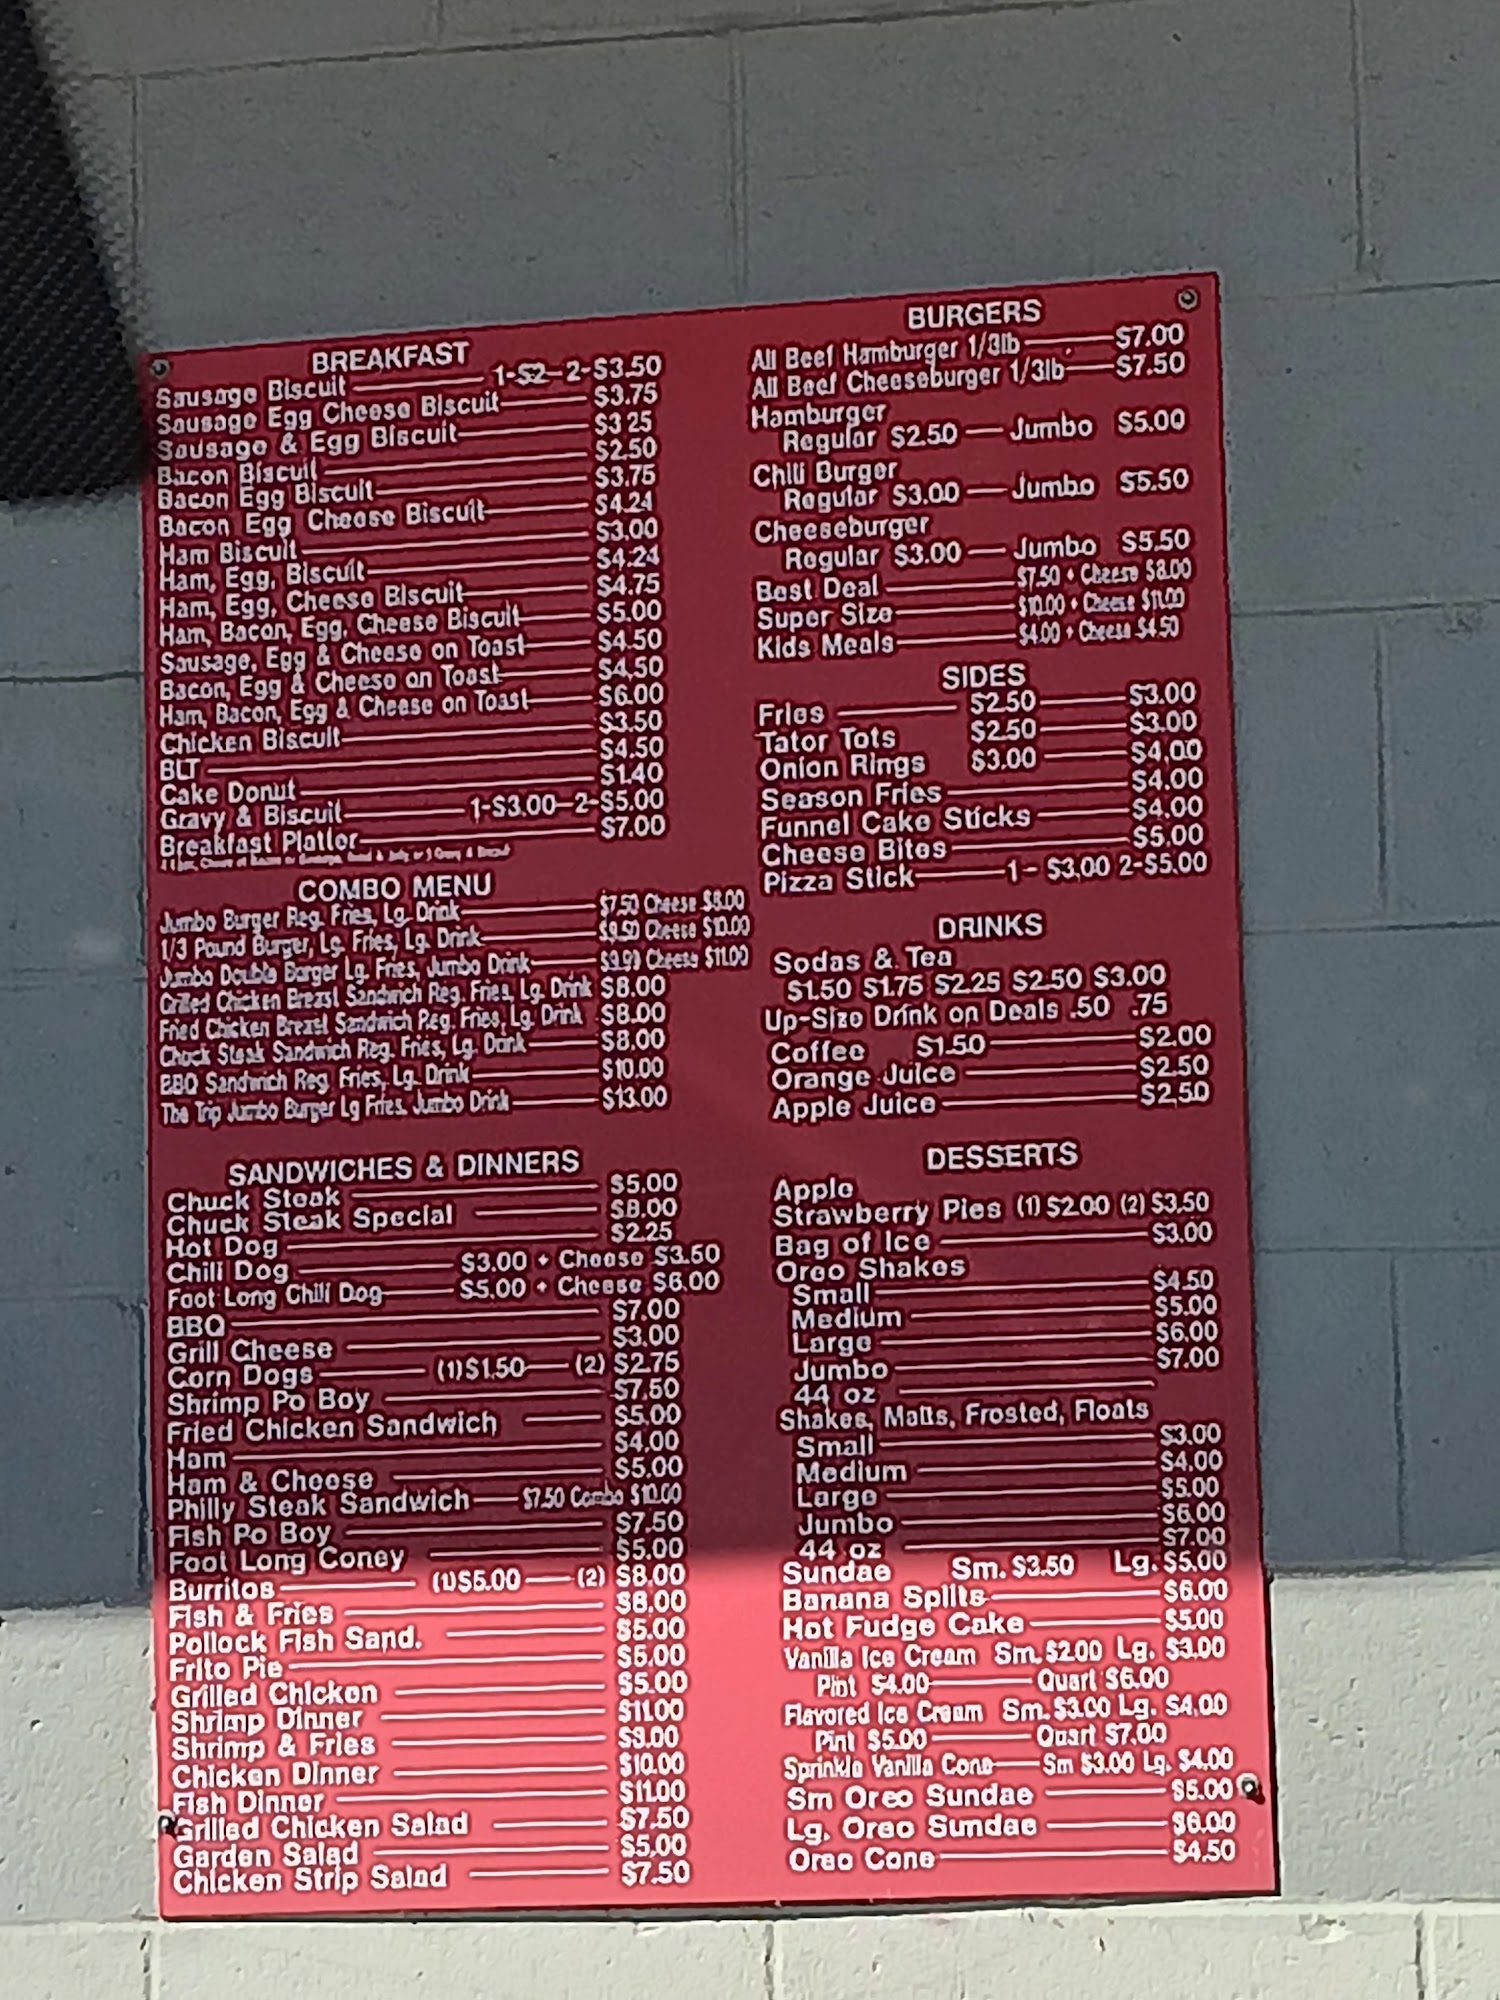 BREAKFAST
Sausage Biscuit 1-$2-2-$3.50
Sausage Egg Cheese Biscuit $3.75
Sausage & Egg Biscuit $3 25
Bacon Biscuit $2.50
Bacon Egg Biscuit $3.75
Bacon Egg Cheese Biscuit $4.24
Ham Biscuit $3.00
Ham, Egg, Biscuit $4.24
Ham, Egg, Cheese Biscuit $4.75
Ham, Bacon, Egg, Cheese Biscuit $5.00
Sausage, Egg & Cheese on Toast $4.50
Bacon, Egg & Cheese on Toast $4.50
Ham, Bacon, Egg & Cheese on Toast $6.00
Chicken Biscuit $3.50
BLT $4.50
Cake Donut $1.40
Gravy & Biscuit 1-$3.00-2-$5.00
Breakfast Platter $7.00
COMBO MENU
Jumbo Burger Reg. Fries, Lg. Drink $7.50 Cheese $8.00
1/3 Pound Burger, Lg. Fries, Lg. Drink $9.50 Cheese $10.00
Jumbo Double Burger Lg. Fries, Jumbo Drink $9.99 Cheese $11.00
Grilled Chicken Breast Sandwich Reg. Fries, Lg. Drink $8.00
Fried Chicken Breast Sandwich Reg. Fries, Lg. Drink $8.00
Chuck Steak Sandwich Reg. Fries, Lg. Drink $8.00
BBQ Sandwich Reg. Fries, Lg. Drink $10.00
The Trip Jumbo Burger Lg Fries, Jumbo Drink $13.00
SANDWICHES & DINNERS
Chuck Steak $5.00
Chuck Steak Special $8.00
Hot Dog $2.25
Chili Dog $3.00 + Cheese $3.50
Foot Long Chili Dog $5.00 + Cheese $6.00
BBQ $7.00
Grill Cheese $3.00
Corn Dogs (1)$1.50 (2) $2.75
Shrimp Po Boy $7.50
Fried Chicken Sandwich $5.00
Ham $4.00
Ham & Cheese $5.00
Philly Steak Sandwich $7.50 Combo $10.00
Fish Po Boy $7.50
Foot Long Coney $5.00
Burritos (1)$5.00 (2) $8.00
Fish & Fries $8.00
Pollock Fish Sand. $5.00
Frito Pie $5.00
Grilled Chicken $5.00
Shrimp Dinner $11.00
Shrimp & Fries $9.00
Chicken Dinner $10.00
Fish Dinner $11.00
Grilled Chicken Salad $7.50
Garden Salad $5.00
Chicken Strip Salad $7.50
BURGERS
All Beef Hamburger 1/3lb $7.00
All Beef Cheeseburger 1/3lb $7.50
Hamburger
Regular $2.50 — Jumbo $5.00
Chili Burger
Regular $3.00 — Jumbo $5.50
Cheeseburger
Regular $3.00 — Jumbo $5.50
Best Deal $7.50 + Cheese $8.00
Super Size $10.00 + Cheese $11.00
Kids Meals $4.00 + Cheese $4.50
SIDES
Fries $2.50 $3.00
Tator Tots $2.50 $3.00
Onion Rings $3.00 $4.00
Season Fries $4.00
Funnel Cake Sticks $4.00
Cheese Bites $5.00
Pizza Stick 1- $3.00 2-$5.00
DRINKS
Sodas & Tea
$1.50 $1.75 $2.25 $2.50 $3.00
Up-Size Drink on Deals .50 .75
Coffee $1.50 $2.00
Orange Juice $2.50
Apple Juice $2.50
DESSERTS
Apple
Strawberry Pies (1) $2.00 (2) $3.50
Bag of Ice $3.00
Oreo Shakes
Small $4.50
Medium $5.00
Large $6.00
Jumbo $7.00
44 oz
Shakes, Malts, Frosted, Floats
Small $3.00
Medium $4.00
Large $5.00
Jumbo $6.00
44 oz $7.00
Sundae Sm. $3.50 Lg. $5.00
Banana Splits $6.00
Hot Fudge Cake $5.00
Vanilla Ice Cream Sm. $2.00 Lg. $3.00
Pint $4.00 Quart $6.00
Flavored Ice Cream Sm. $3.00 Lg. $4.00
Pint $5.00 Quart $7.00
Sprinkle Vanilla Cone Sm $3.00 Lg. $4.00
Sm Oreo Sundae $5.00
Lg. Oreo Sundae $6.00
Oreo Cone $4.50